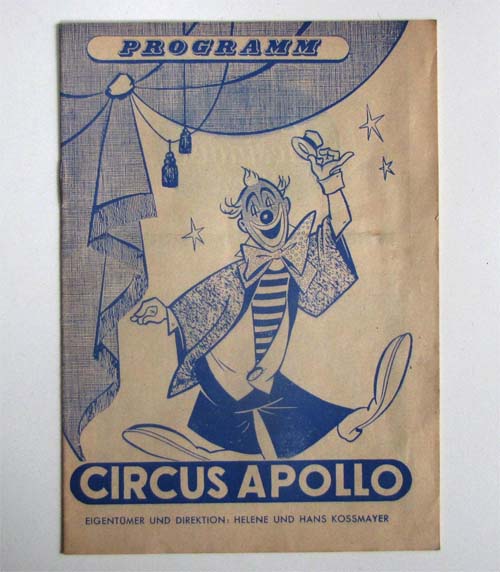 PROGRAMM
CIRCUS APOLLO
EIGENTÜMER UND DIREKTION: HELENE UND HANS KOSSMAYER